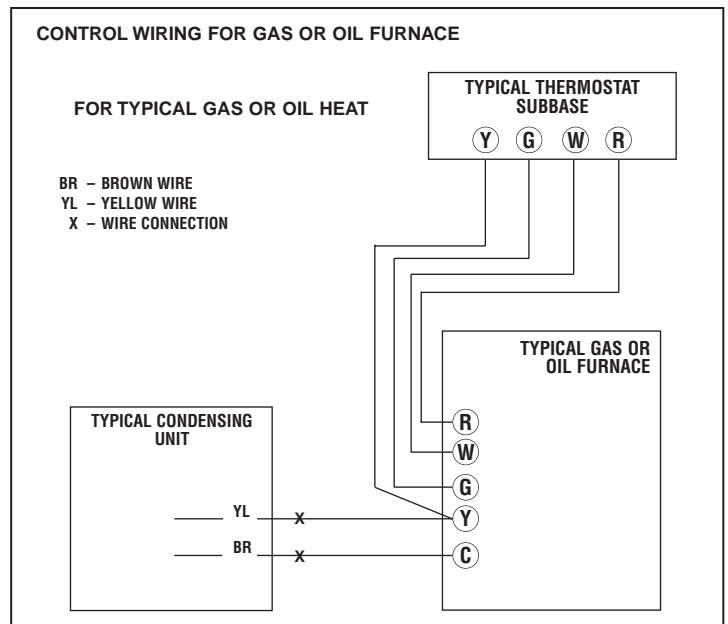 CONTROL WIRING FOR GAS OR OIL FURNACE
FOR TYPICAL GAS OR OIL HEAT
TYPICAL THERMOSTAT
SUBBASE
Y G W R
BR – BROWN WIRE
YL – YELLOW WIRE
X – WIRE CONNECTION
TYPICAL GAS OR
OIL FURNACE
R
W
G
Y
C
TYPICAL CONDENSING
UNIT
YL X
BR X